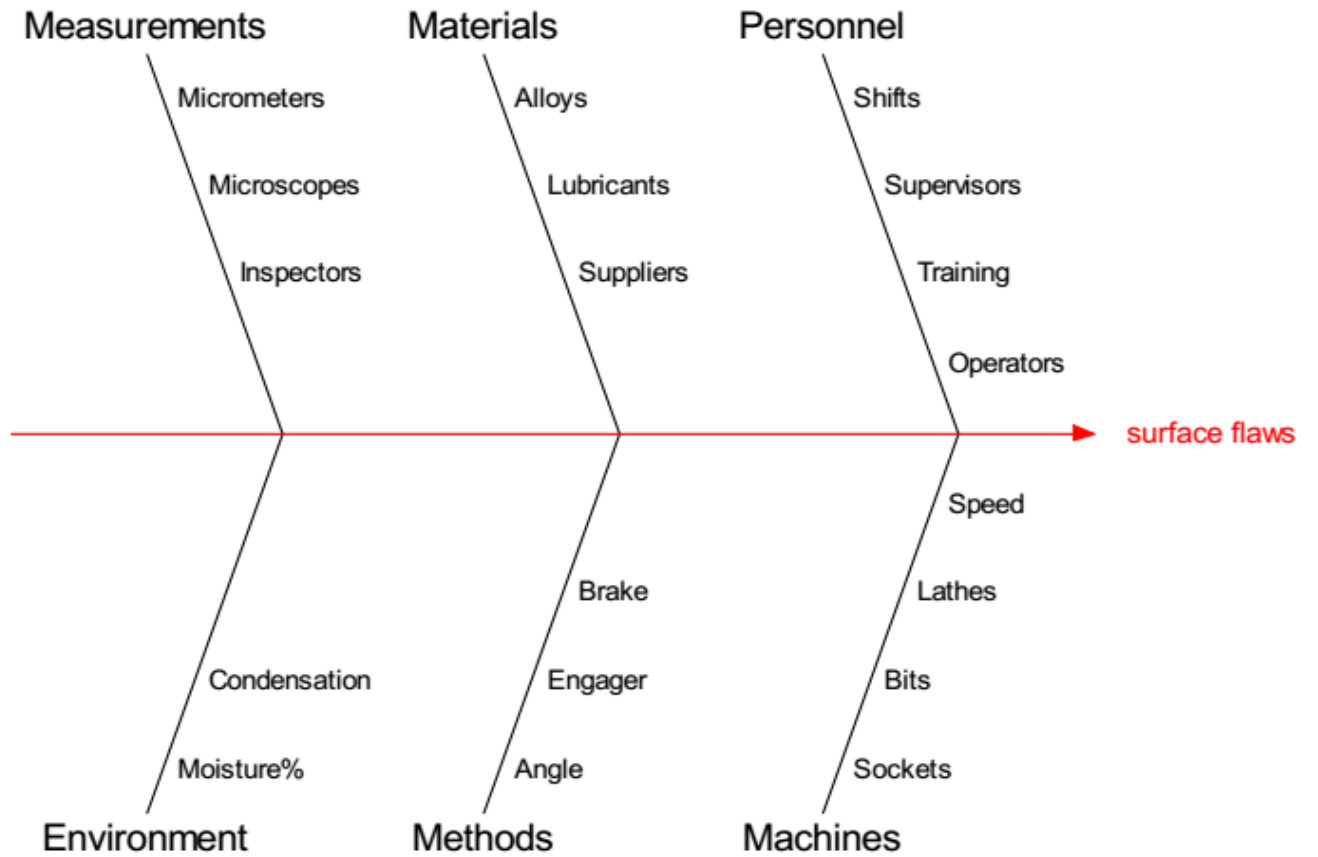 Measurements
Materials
Personnel
Micrometers
Alloys
Shifts
Microscopes
Lubricants
Supervisors
Inspectors
Suppliers
Training
Operators
surface flaws
Speed
Brake
Lathes
Condensation
Engager
Bits
Moisture%
Angle
Sockets
Environment
Methods
Machines